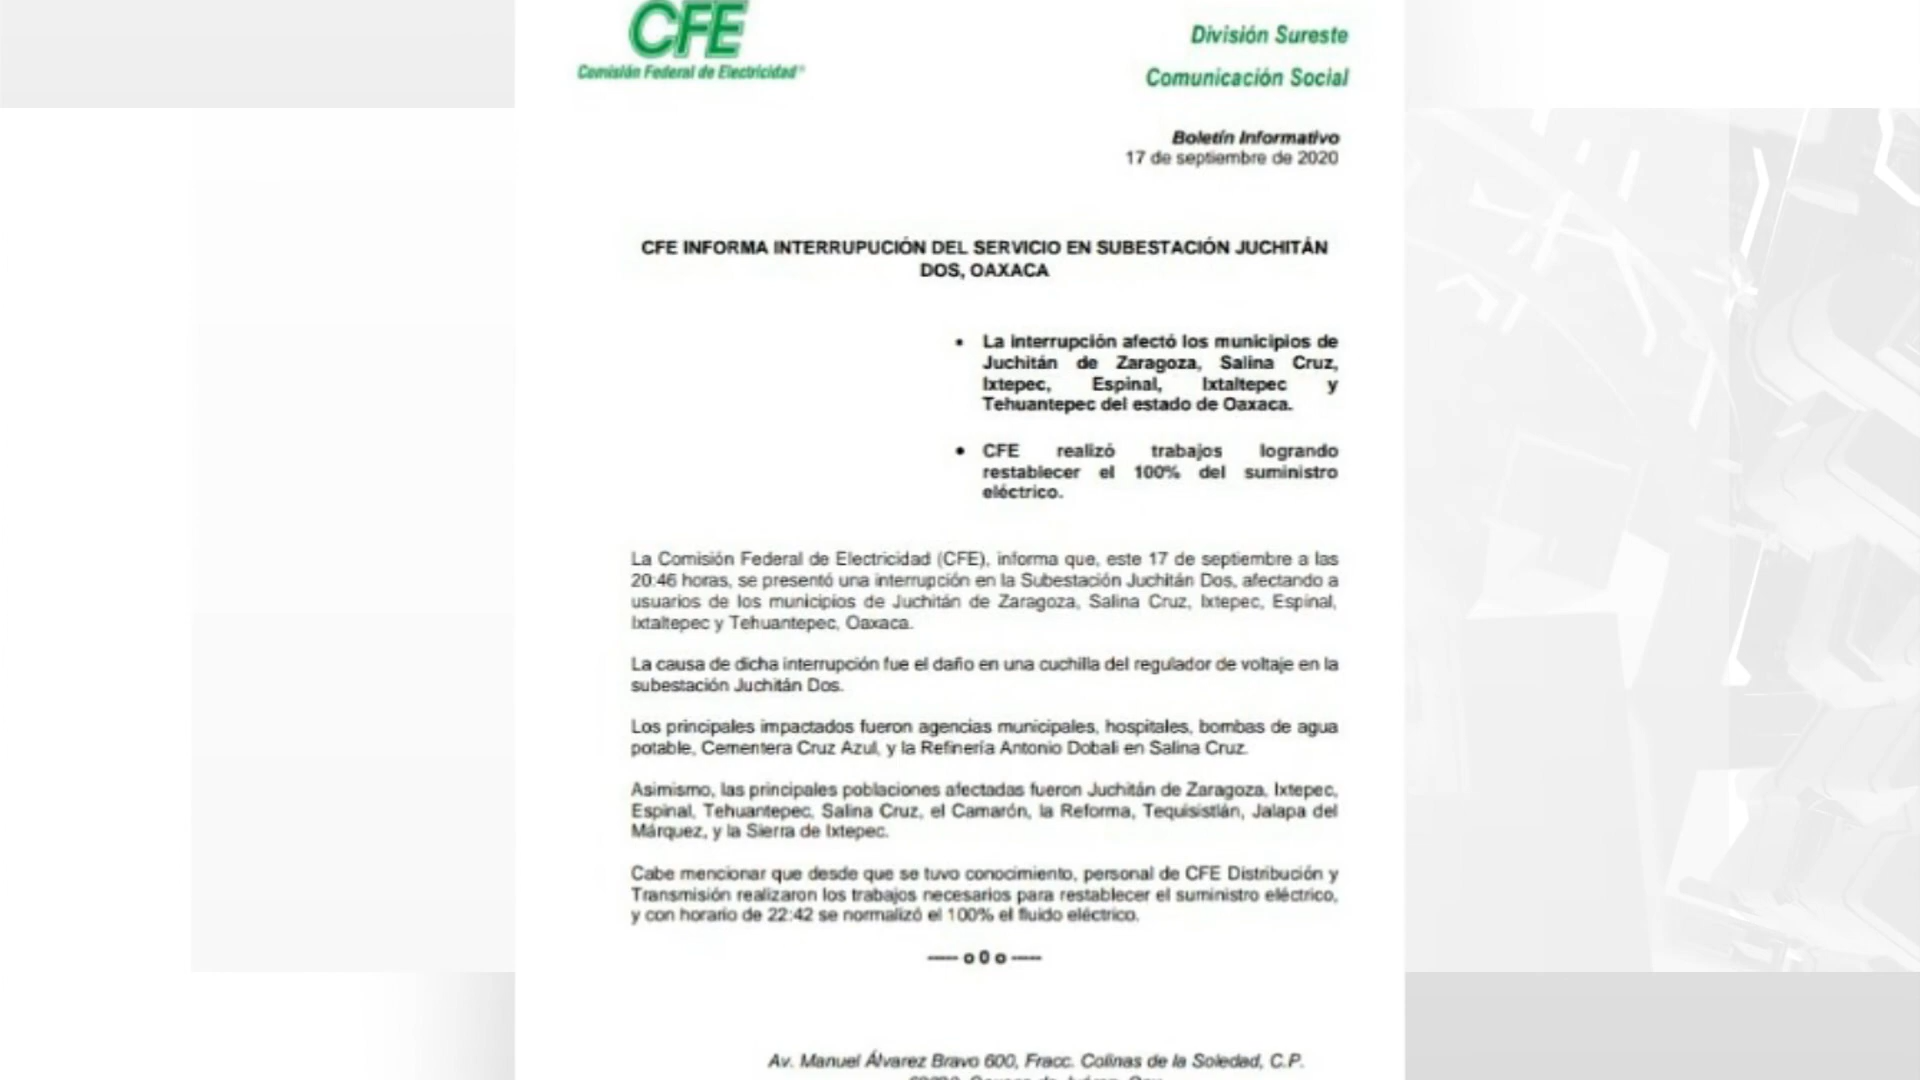 CFE
Comisión Federal de Electricidad®
División Sureste
Comunicación Social
Boletín Informativo
17 de septiembre de 2020
CFE INFORMA INTERRUPUCIÓN DEL SERVICIO EN SUBESTACIÓN JUCHITÁN
DOS, OAXACA
• La interrupción afectó los municipios de
Juchitán de Zaragoza, Salina Cruz,
Ixtepec, Espinal, Ixtaltepec y
Tehuantepec del estado de Oaxaca.
• CFE realizó trabajos logrando
restablecer el 100% del suministro
eléctrico.
La Comisión Federal de Electricidad (CFE), informa que, este 17 de septiembre a las
20:46 horas, se presentó una interrupción en la Subestación Juchitán Dos, afectando a
usuarios de los municipios de Juchitán de Zaragoza, Salina Cruz, Ixtepec, Espinal,
Ixtaltepec y Tehuantepec, Oaxaca.
La causa de dicha interrupción fue el daño en una cuchilla del regulador de voltaje en la
subestación Juchitán Dos.
Los principales impactados fueron agencias municipales, hospitales, bombas de agua
potable, Cementera Cruz Azul, y la Refinería Antonio Dobali en Salina Cruz.
Asimismo, las principales poblaciones afectadas fueron Juchitán de Zaragoza, Ixtepec,
Espinal, Tehuantepec, Salina Cruz, el Camarón, la Reforma, Tequisistlán, Jalapa del
Márquez, y la Sierra de Ixtepec.
Cabe mencionar que desde que se tuvo conocimiento, personal de CFE Distribución y
Transmisión realizaron los trabajos necesarios para restablecer el suministro eléctrico,
y con horario de 22:42 se normalizó el 100% el fluido eléctrico.
----- o 0 o -----
Av. Manuel Álvarez Bravo 600, Fracc. Colinas de la Soledad, C.P.